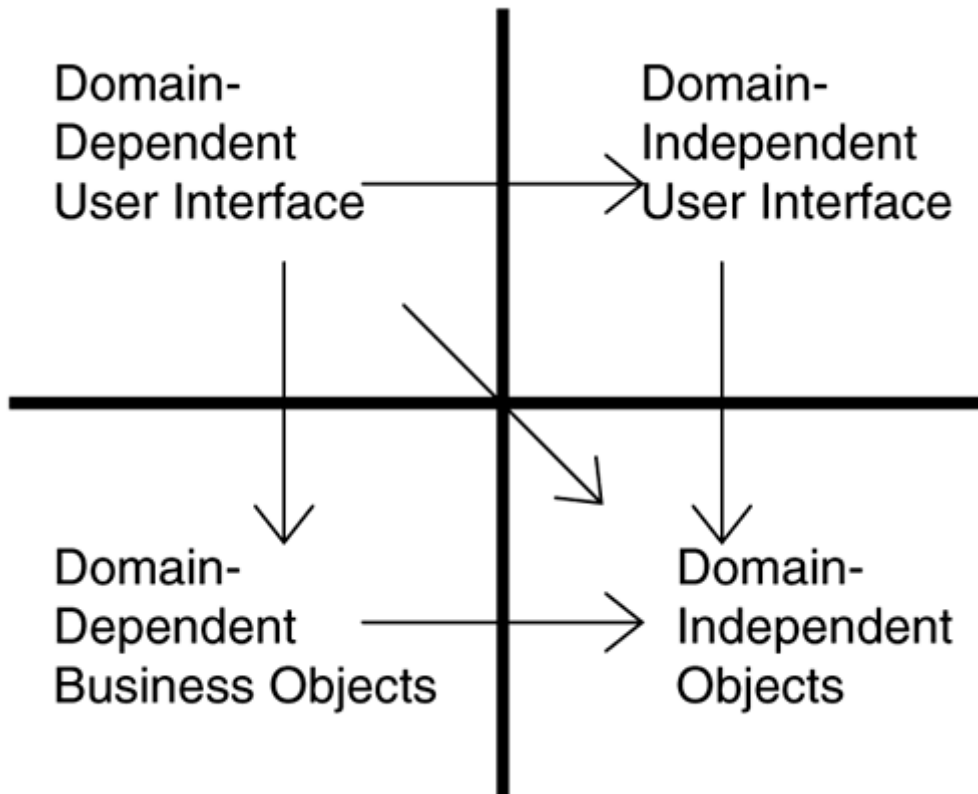 Domain-
Dependent
User Interface
Domain-
Independent
User Interface
Domain-
Dependent
Business Objects
Domain-
Independent
Objects